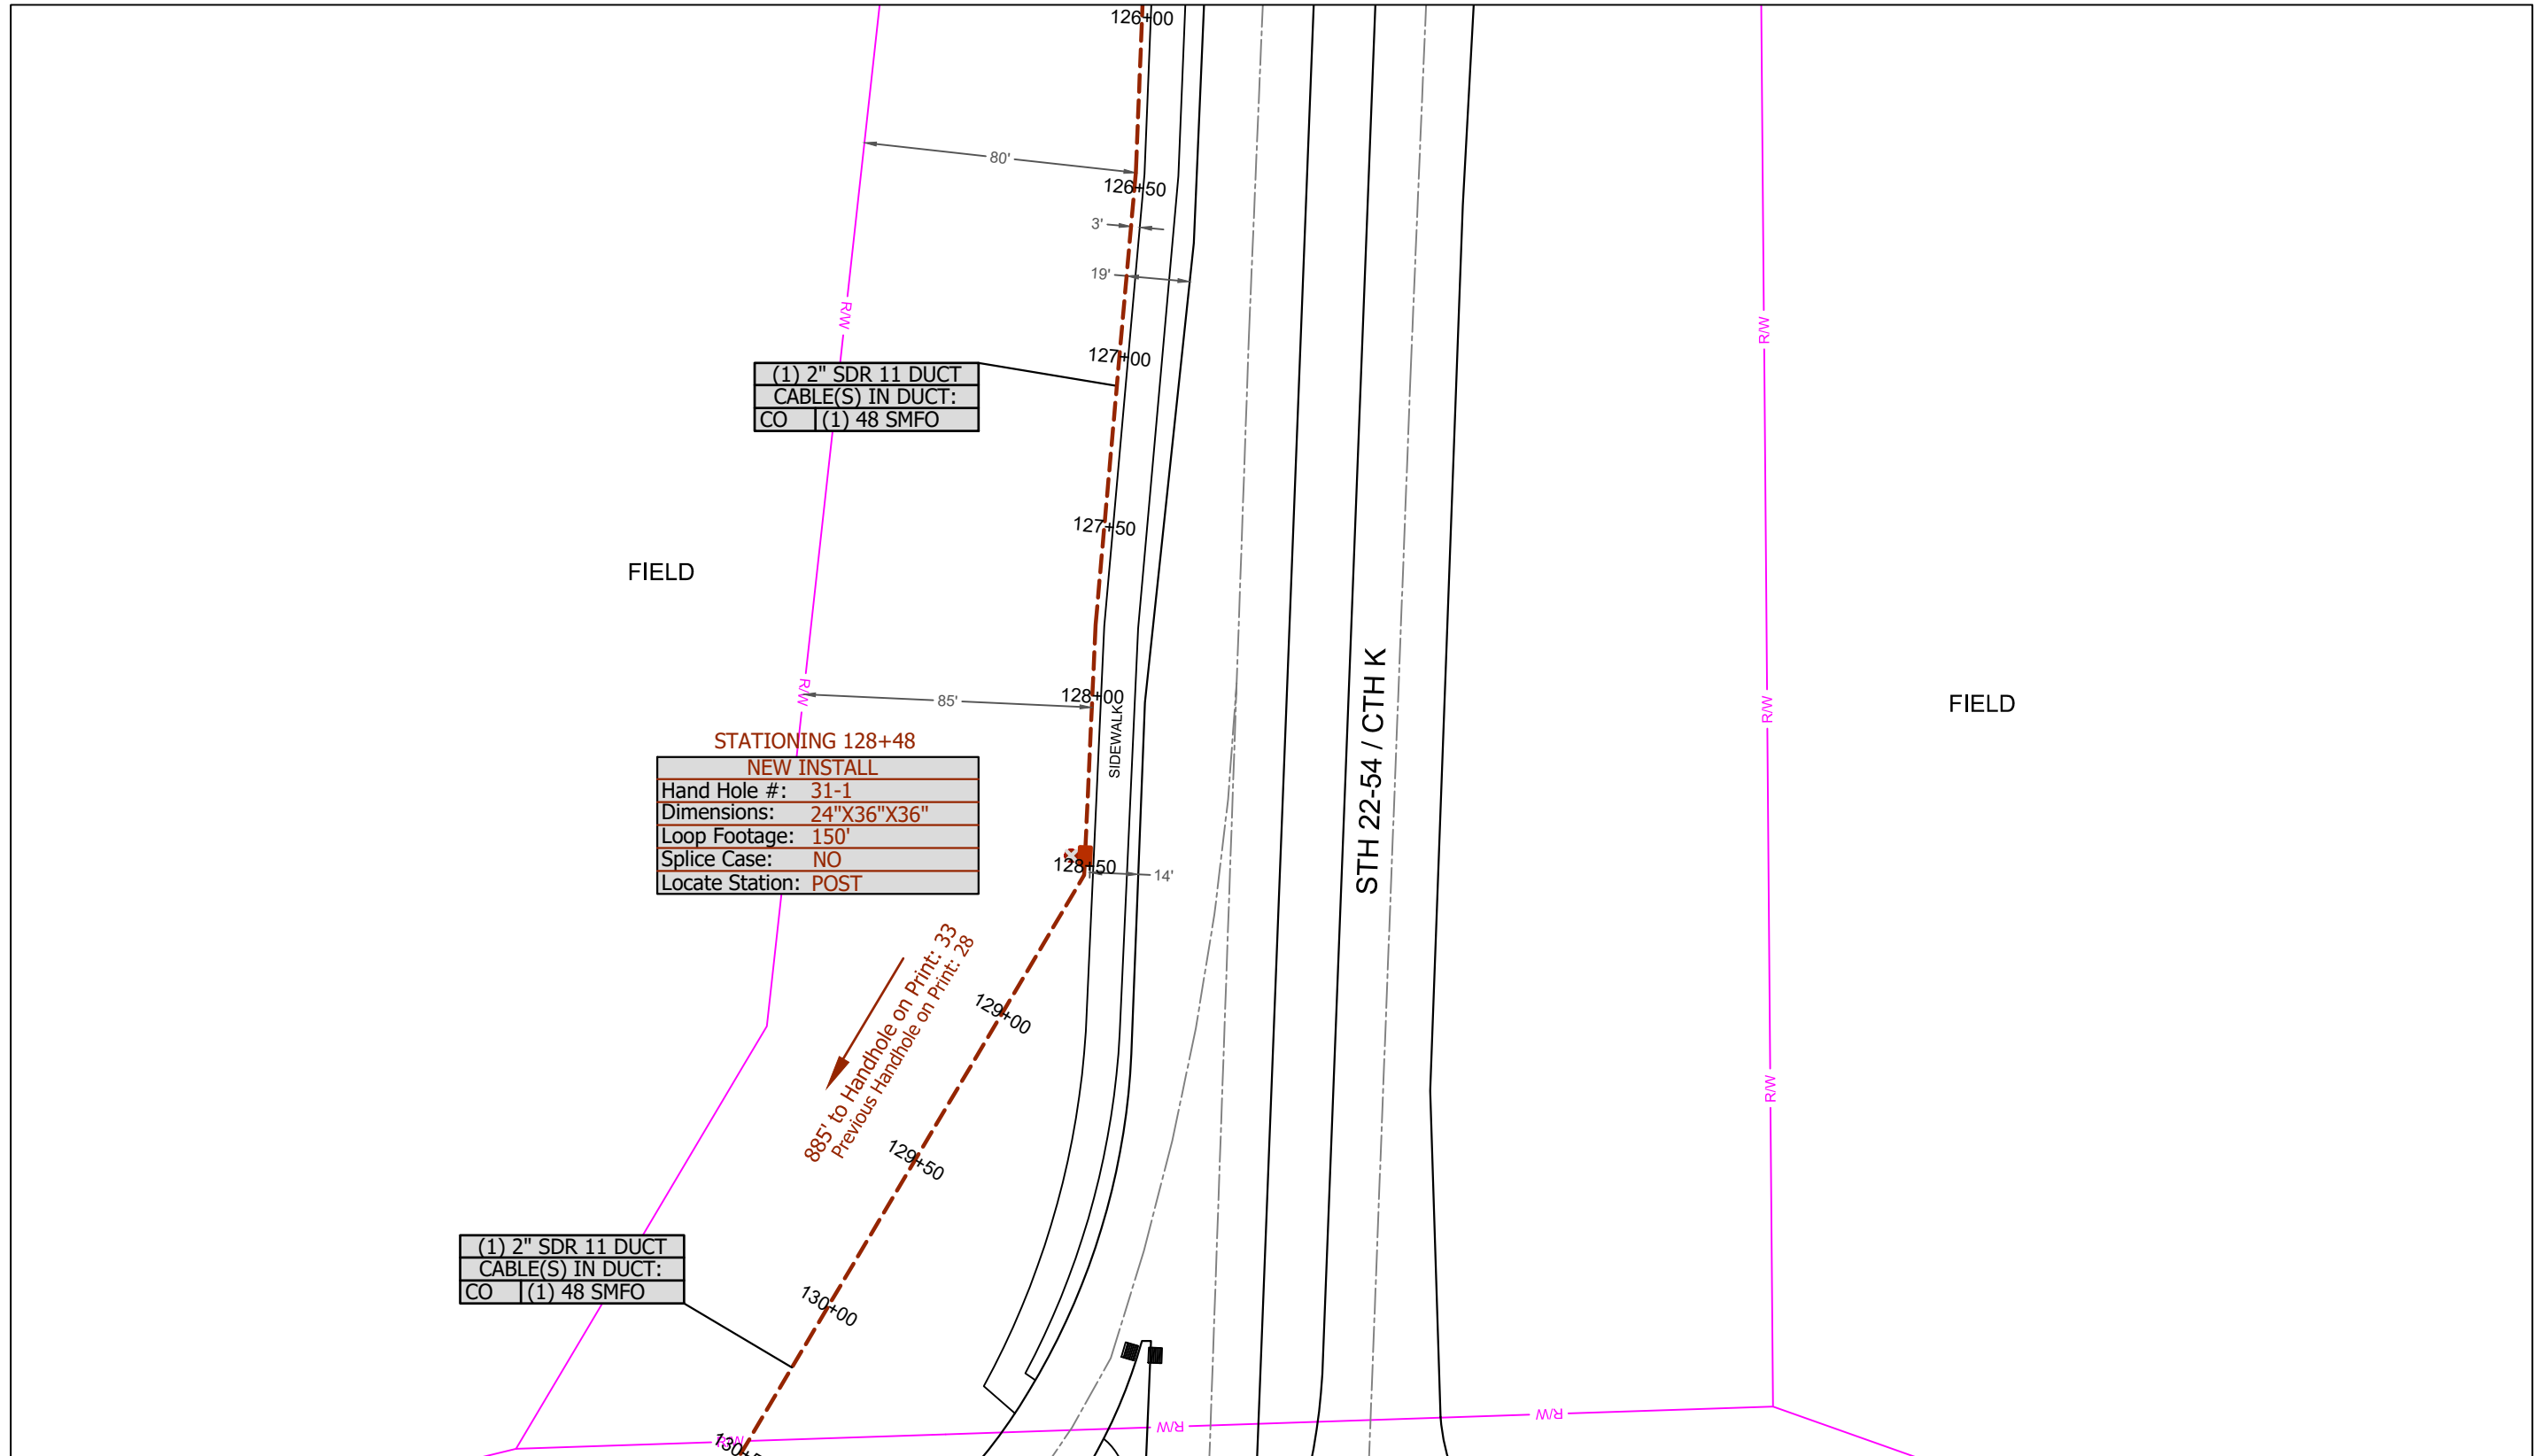 126+00
80'
126+50
3'
19'
R/W
R/W
127+00
(1) 2" SDR 11 DUCT
CABLE(S) IN DUCT:
CO (1) 48 SMFO
127+50
FIELD
R/W
85'
128+00
SIDEWALK
STH 22-54 / CTH K
R/W
FIELD
STATIONING 128+48
NEW INSTALL
Hand Hole #: 31-1
Dimensions: 24"X36"X36"
Loop Footage: 150'
Splice Case: NO
Locate Station: POST
128+50
14'
885' to Handhole on Print: 33
Previous Handhole on Print: 28
129+00
R/W
129+50
(1) 2" SDR 11 DUCT
CABLE(S) IN DUCT:
CO (1) 48 SMFO
130+00
R/W
R/W
R/W